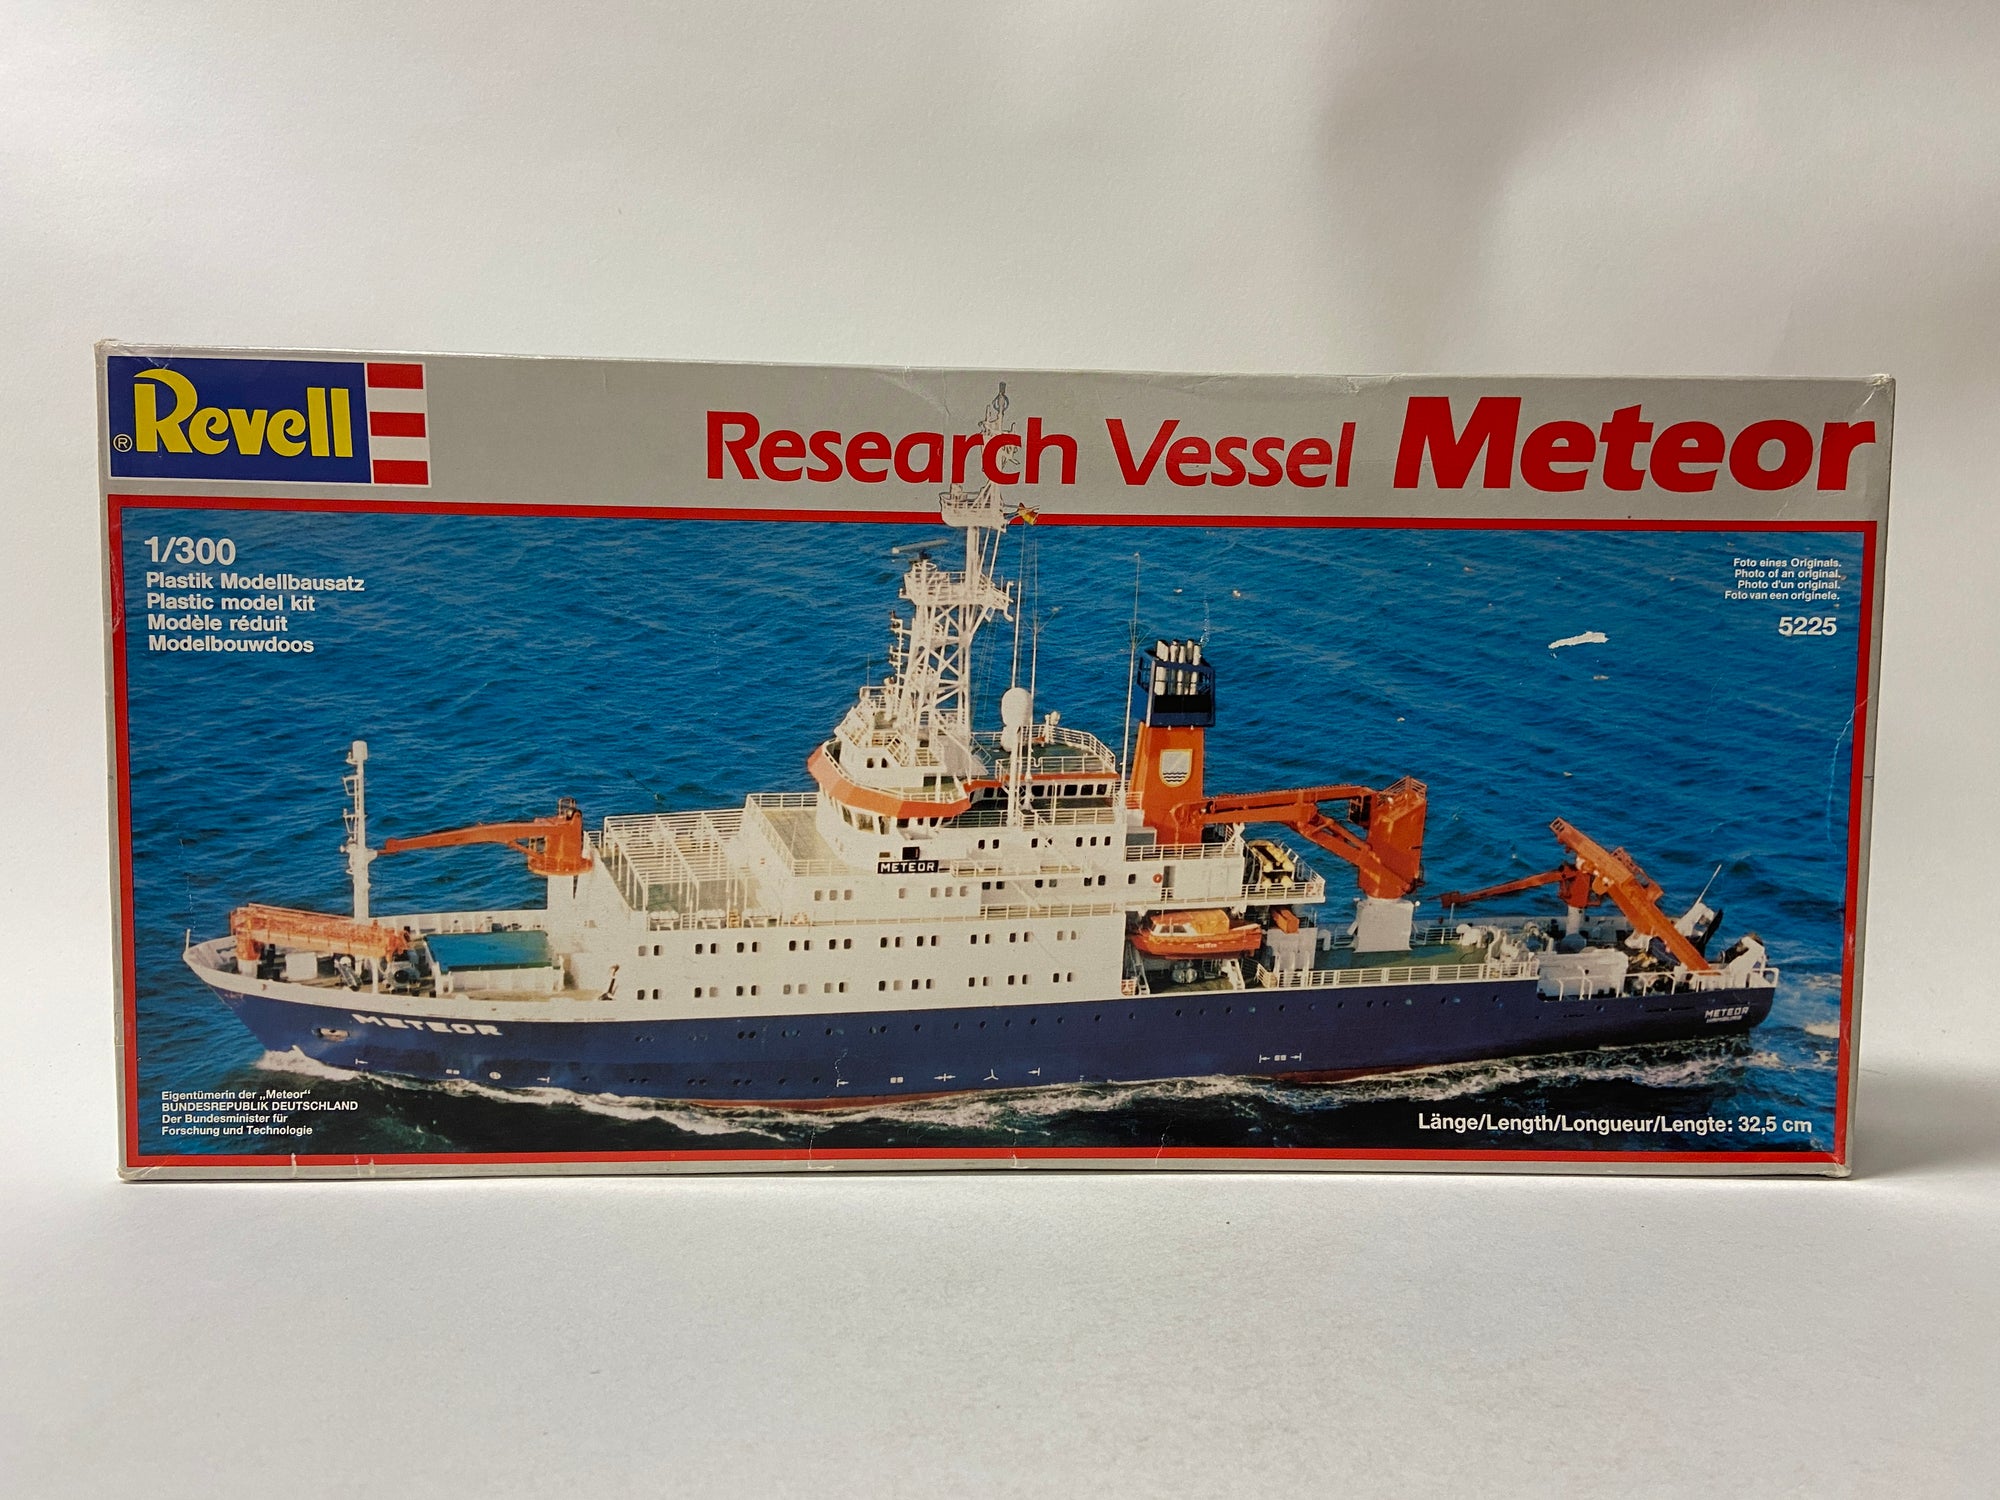 ® Revell
Research Vessel Meteor
1/300
Plastik Modellbausatz
Plastic model kit
Modèle réduit
Modelbouwdoos
Foto eines Originals.
Photo of an original.
Photo d'un original.
Foto van een originele.
5225
METEOR
METEOR
METEOR
HAMBURG
Eigentümerin der „Meteor“
BUNDESREPUBLIK DEUTSCHLAND
Der Bundesminister für
Forschung und Technologie
Länge/Length/Longueur/Lengte: 32,5 cm